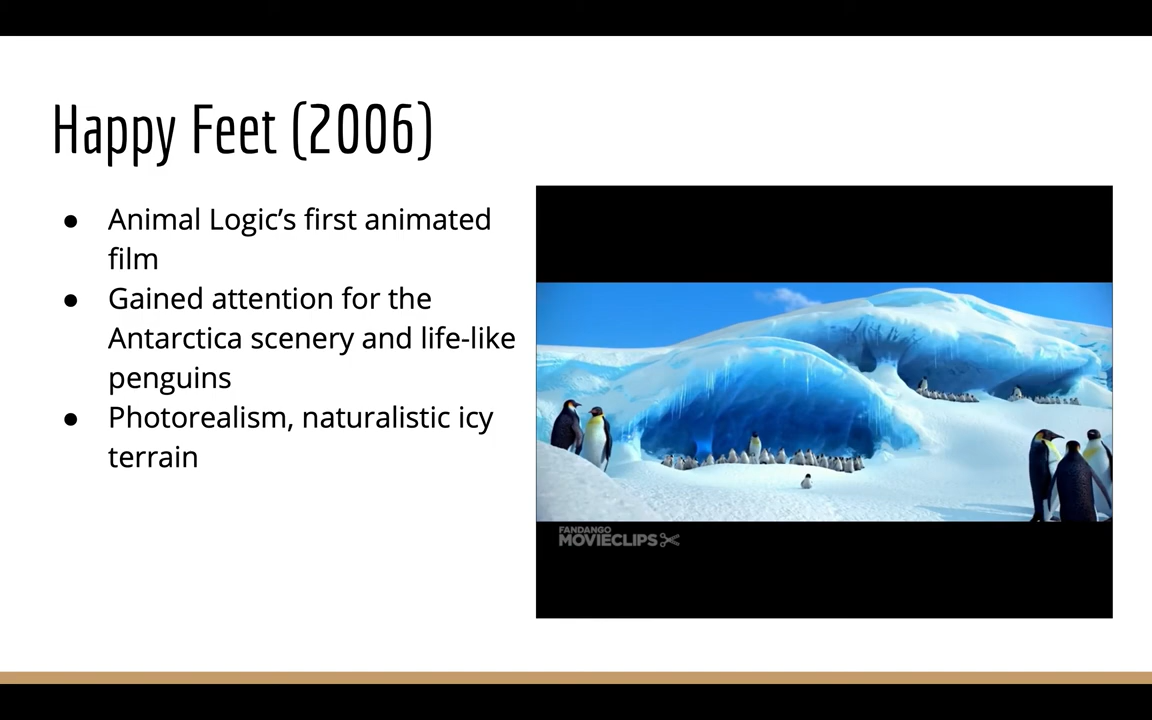 Happy Feet (2006)
● Animal Logic’s first animated
film
● Gained attention for the
Antarctica scenery and life-like
penguins
● Photorealism, naturalistic icy
terrain
FANDANGO
MOVIECLIPS